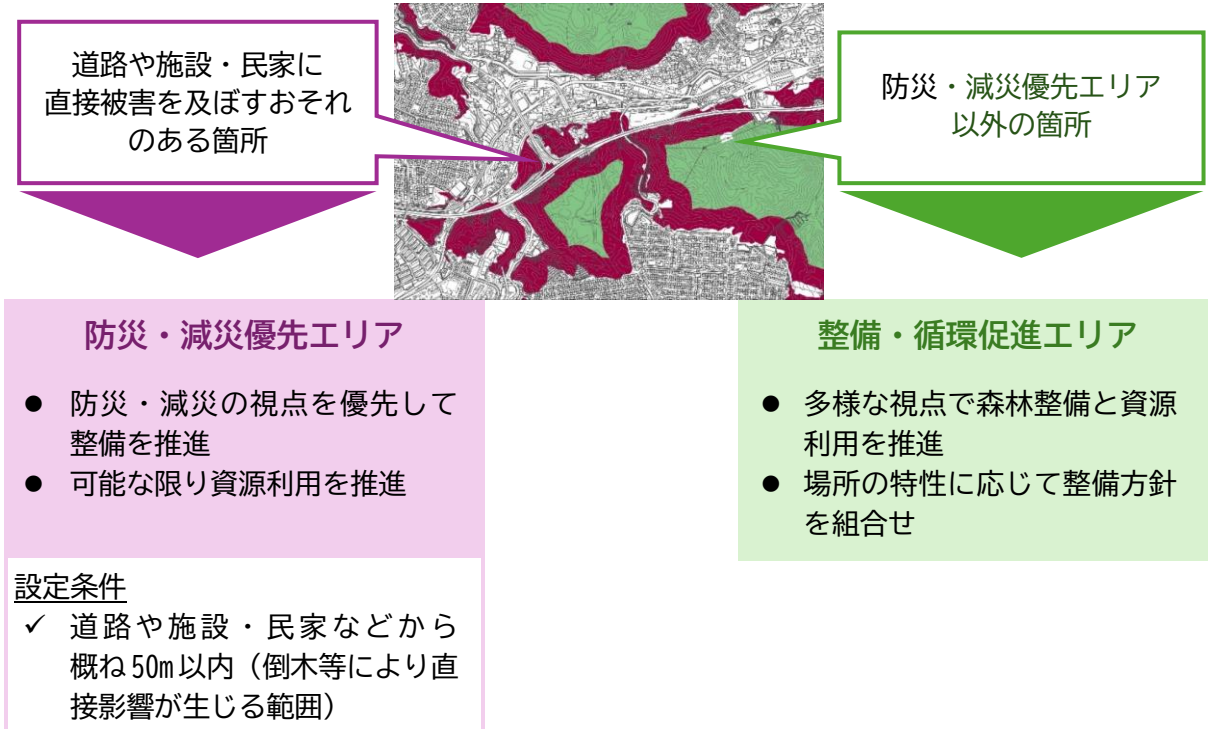 道路や施設・民家に
直接被害を及ぼすおそれ
のある箇所
防災・減災優先エリア
以外の箇所
防災・減災優先エリア
● 防災・減災の視点を優先して
整備を推進
● 可能な限り資源利用を推進
設定条件
✓ 道路や施設・民家などから
概ね50m以内（倒木等により直
接影響が生じる範囲）
整備・循環促進エリア
● 多様な視点で森林整備と資源
利用を推進
● 場所の特性に応じて整備方針
を組合せ